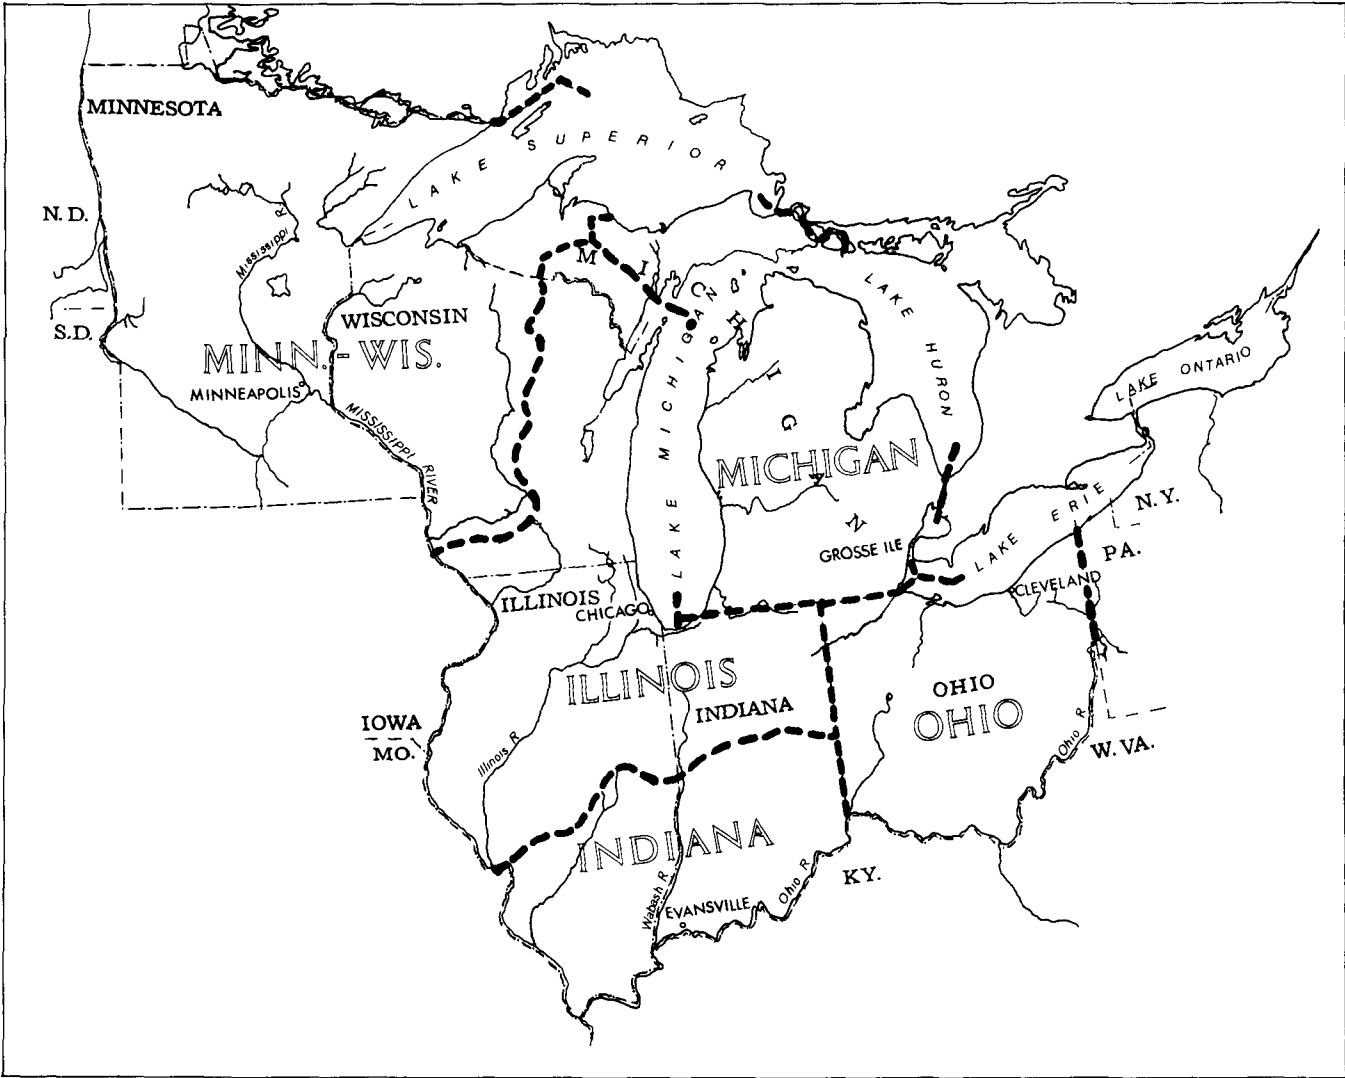 MINNESOTA
LAKE SUPERIOR
N. D.
Mississippi R
S.D.
WISCONSIN
MINN.-WIS.
MINNEAPOLIS
MISSISSIPPI RIVER
MICHIGAN
LAKE MICHIGAN
LAKE HURON
MICHIGAN
LAKE ONTARIO
LAKE ERIE
N.Y.
GROSSE ILE
PA.
CLEVELAND
ILLINOIS
CHICAGO
ILLINOIS
INDIANA
OHIO
OHIO
IOWA
MO.
Illinois R
Ohio R
W. VA.
INDIANA
KY.
Wabash R
EVANSVILLE
Ohio R